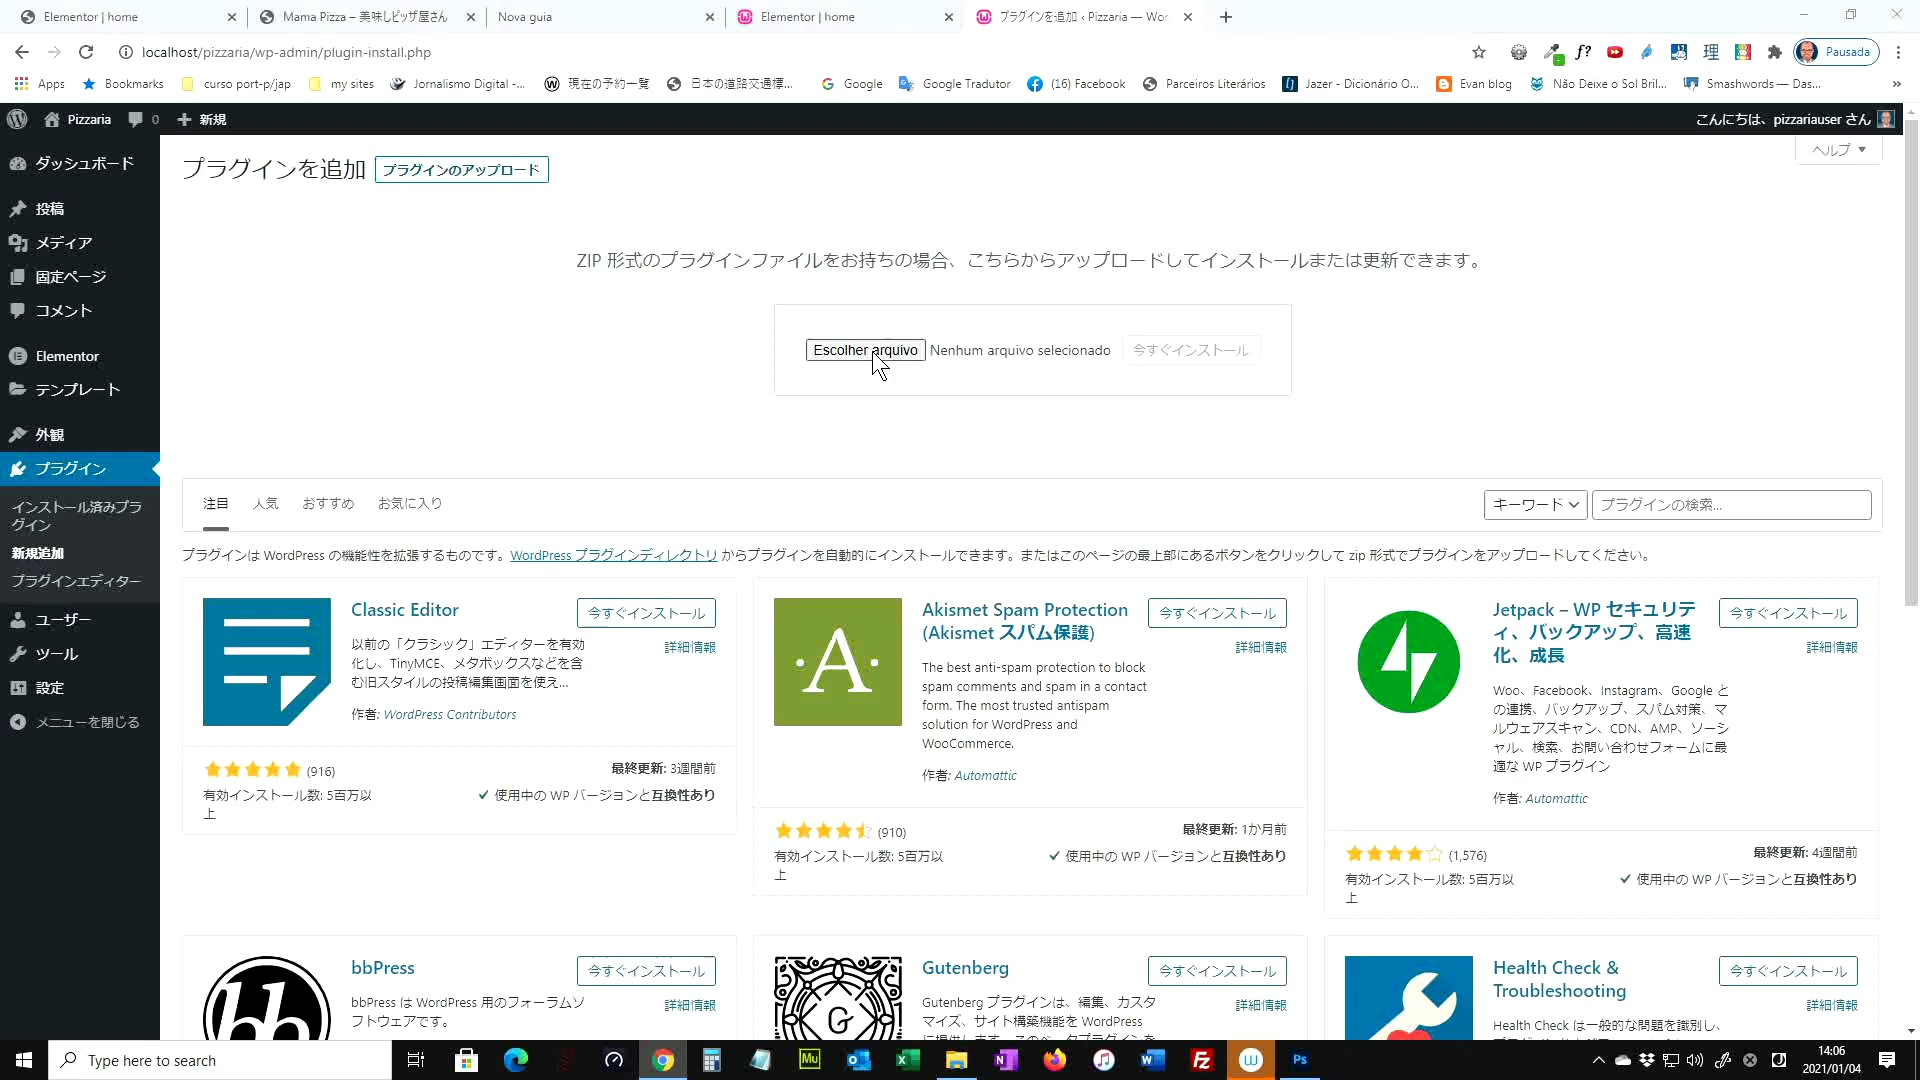 Elementor | home
Mama Pizza – 美味しピッザ屋さん
Nova guia
Elementor | home
プラグインを追加 ‹ Pizzaria — Wor
localhost/pizzaria/wp-admin/plugin-install.php
Pausada
Apps
Bookmarks
curso port-p/jap
my sites
Jornalismo Digital -...
現在の予約一覧
日本の道路交通標...
Google
Google Tradutor
(16) Facebook
Parceiros Literários
Jazer - Dicionário O...
Evan blog
Não Deixe o Sol Bril...
Smashwords — Das...
Pizzaria
0
新規
こんにちは、pizzariauser さん
ダッシュボード
投稿
メディア
固定ページ
コメント
Elementor
テンプレート
外観
プラグイン
インストール済みプラ
グイン
新規追加
プラグインエディター
ユーザー
ツール
設定
メニューを閉じる
プラグインを追加
プラグインのアップロード
ヘルプ
ZIP 形式のプラグインファイルをお持ちの場合、こちらからアップロードしてインストールまたは更新できます。
Escolher arquivo
Nenhum arquivo selecionado
今すぐインストール
注目
人気
おすすめ
お気に入り
キーワード
プラグインの検索...
プラグインは WordPress の機能性を拡張するものです。WordPress プラグインディレクトリ からプラグインを自動的にインストールできます。またはこのページの最上部にあるボタンをクリックして zip 形式でプラグインをアップロードしてください。
Classic Editor
今すぐインストール
詳細情報
以前の「クラシック」エディターを有効
化し、TinyMCE、メタボックスなどを含
む旧スタイルの投稿編集画面を使え...
作者: WordPress Contributors
(916)
最終更新: 3週間前
有効インストール数: 5百万以
上
使用中の WP バージョンと互換性あり
Akismet Spam Protection
(Akismet スパム保護)
今すぐインストール
詳細情報
The best anti-spam protection to block
spam comments and spam in a contact
form. The most trusted antispam
solution for WordPress and
WooCommerce.
作者: Automattic
(910)
最終更新: 1か月前
有効インストール数: 5百万以
上
使用中の WP バージョンと互換性あり
Jetpack – WP セキュリテ
ィ、バックアップ、高速
化、成長
今すぐインストール
詳細情報
Woo、Facebook、Instagram、Google と
の連携、バックアップ、スパム対策、マ
ルウェアスキャン、CDN、AMP、ソーシ
ャル、検索、お問い合わせフォームに最
適な WP プラグイン
作者: Automattic
(1,576)
最終更新: 4週間前
有効インストール数: 5百万以
上
使用中の WP バージョンと互換性あり
bbPress
今すぐインストール
詳細情報
bbPress は WordPress 用のフォーラムソ
フトウェアです。
Gutenberg
今すぐインストール
詳細情報
Gutenberg プラグインは、編集、カスタ
マイズ、サイト構築機能を WordPress
に提供します。このベータプラグインを
Health Check &
Troubleshooting
今すぐインストール
詳細情報
Health Check は一般的な問題を識別し、
Type here to search
14:06
2021/01/04